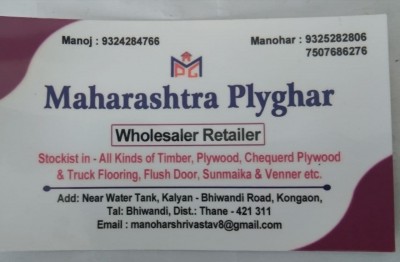 Manoj : 9324284766 Manohar : 9325282806
7507686276
MPG
Maharashtra Plyghar
Wholesaler Retailer
Stockist in - All Kinds of Timber, Plywood, Chequerd Plywood
& Truck Flooring, Flush Door, Sunmaika & Venner etc.
Add: Near Water Tank, Kalyan - Bhiwandi Road, Kongaon,
Tal: Bhiwandi, Dist.: Thane - 421 311
Email : manoharshrivastav8@gmail.com